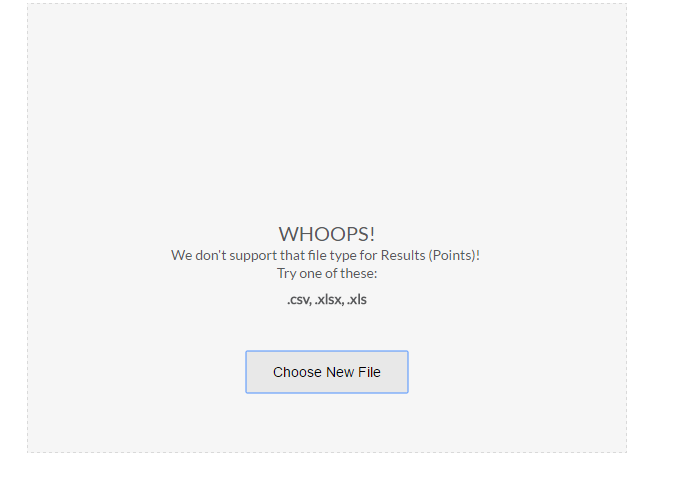 WHOOPS!
We don't support that file type for Results (Points)!
Try one of these:
.csv, .xlsx, .xls
Choose New File